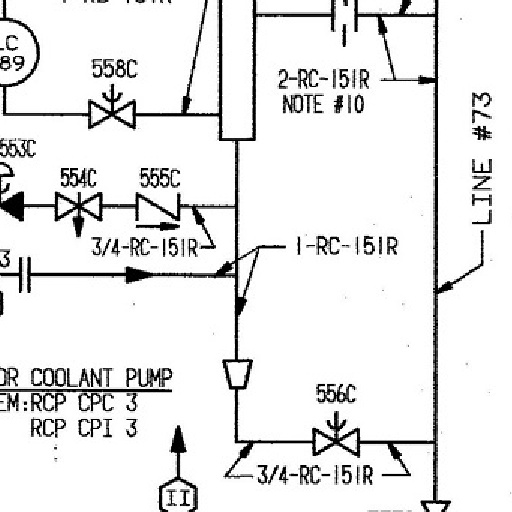 LC
89
558C
2-RC-151R
NOTE #10
LINE #73
553C
554C
555C
3/4-RC-151R
1-RC-151R
3
OR COOLANT PUMP
EM:RCP CPC 3
RCP CPI 3
556C
3/4-RC-151R
II